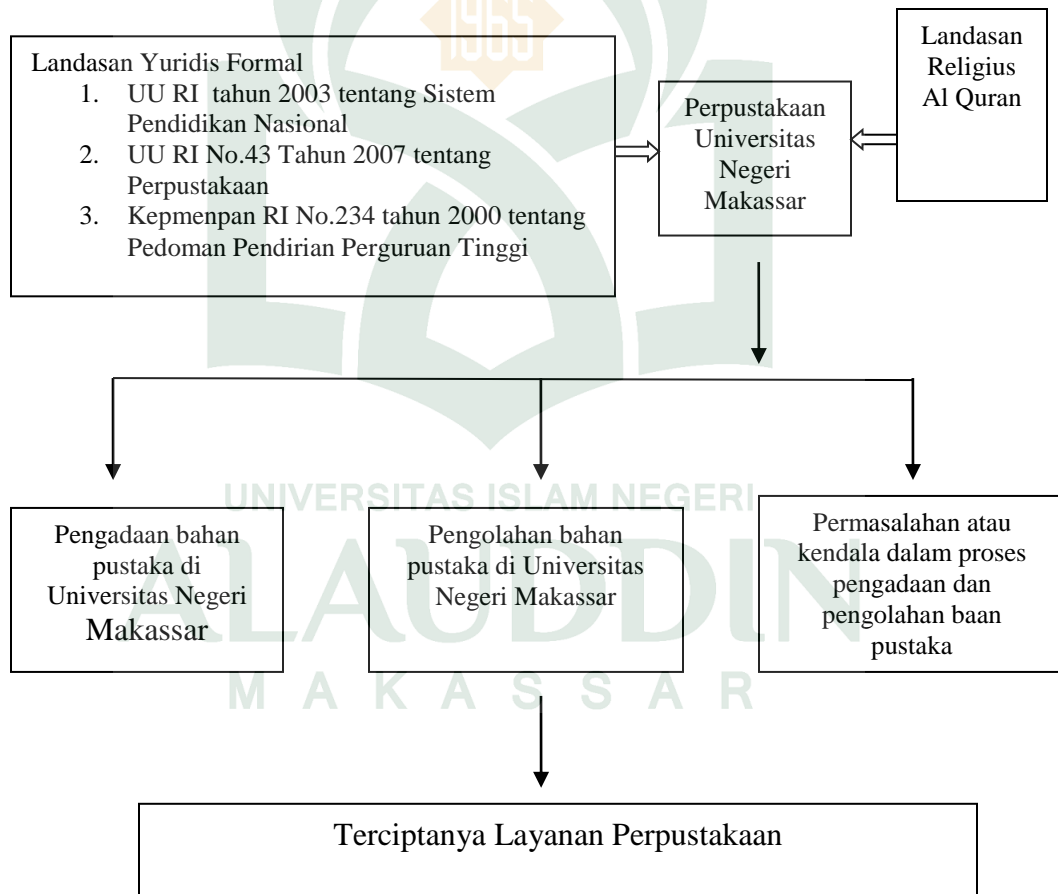 1965
Landasan Yuridis Formal
1. UU RI tahun 2003 tentang Sistem
Pendidikan Nasional
2. UU RI No.43 Tahun 2007 tentang
Perpustakaan
3. Kepmenpan RI No.234 tahun 2000 tentang
Pedoman Pendirian Perguruan Tinggi
Perpustakaan
Universitas
Negeri
Makassar
Landasan
Religius
Al Quran
Pengadaan bahan
pustaka di
Universitas Negeri
Makassar
Pengolahan bahan
pustaka di Universitas
Negeri Makassar
Permasalahan atau
kendala dalam proses
pengadaan dan
pengolahan baan
pustaka
UNIVERSITAS ISLAM NEGERI
ALAUDDIN
MAKASSAR
Terciptanya Layanan Perpustakaan